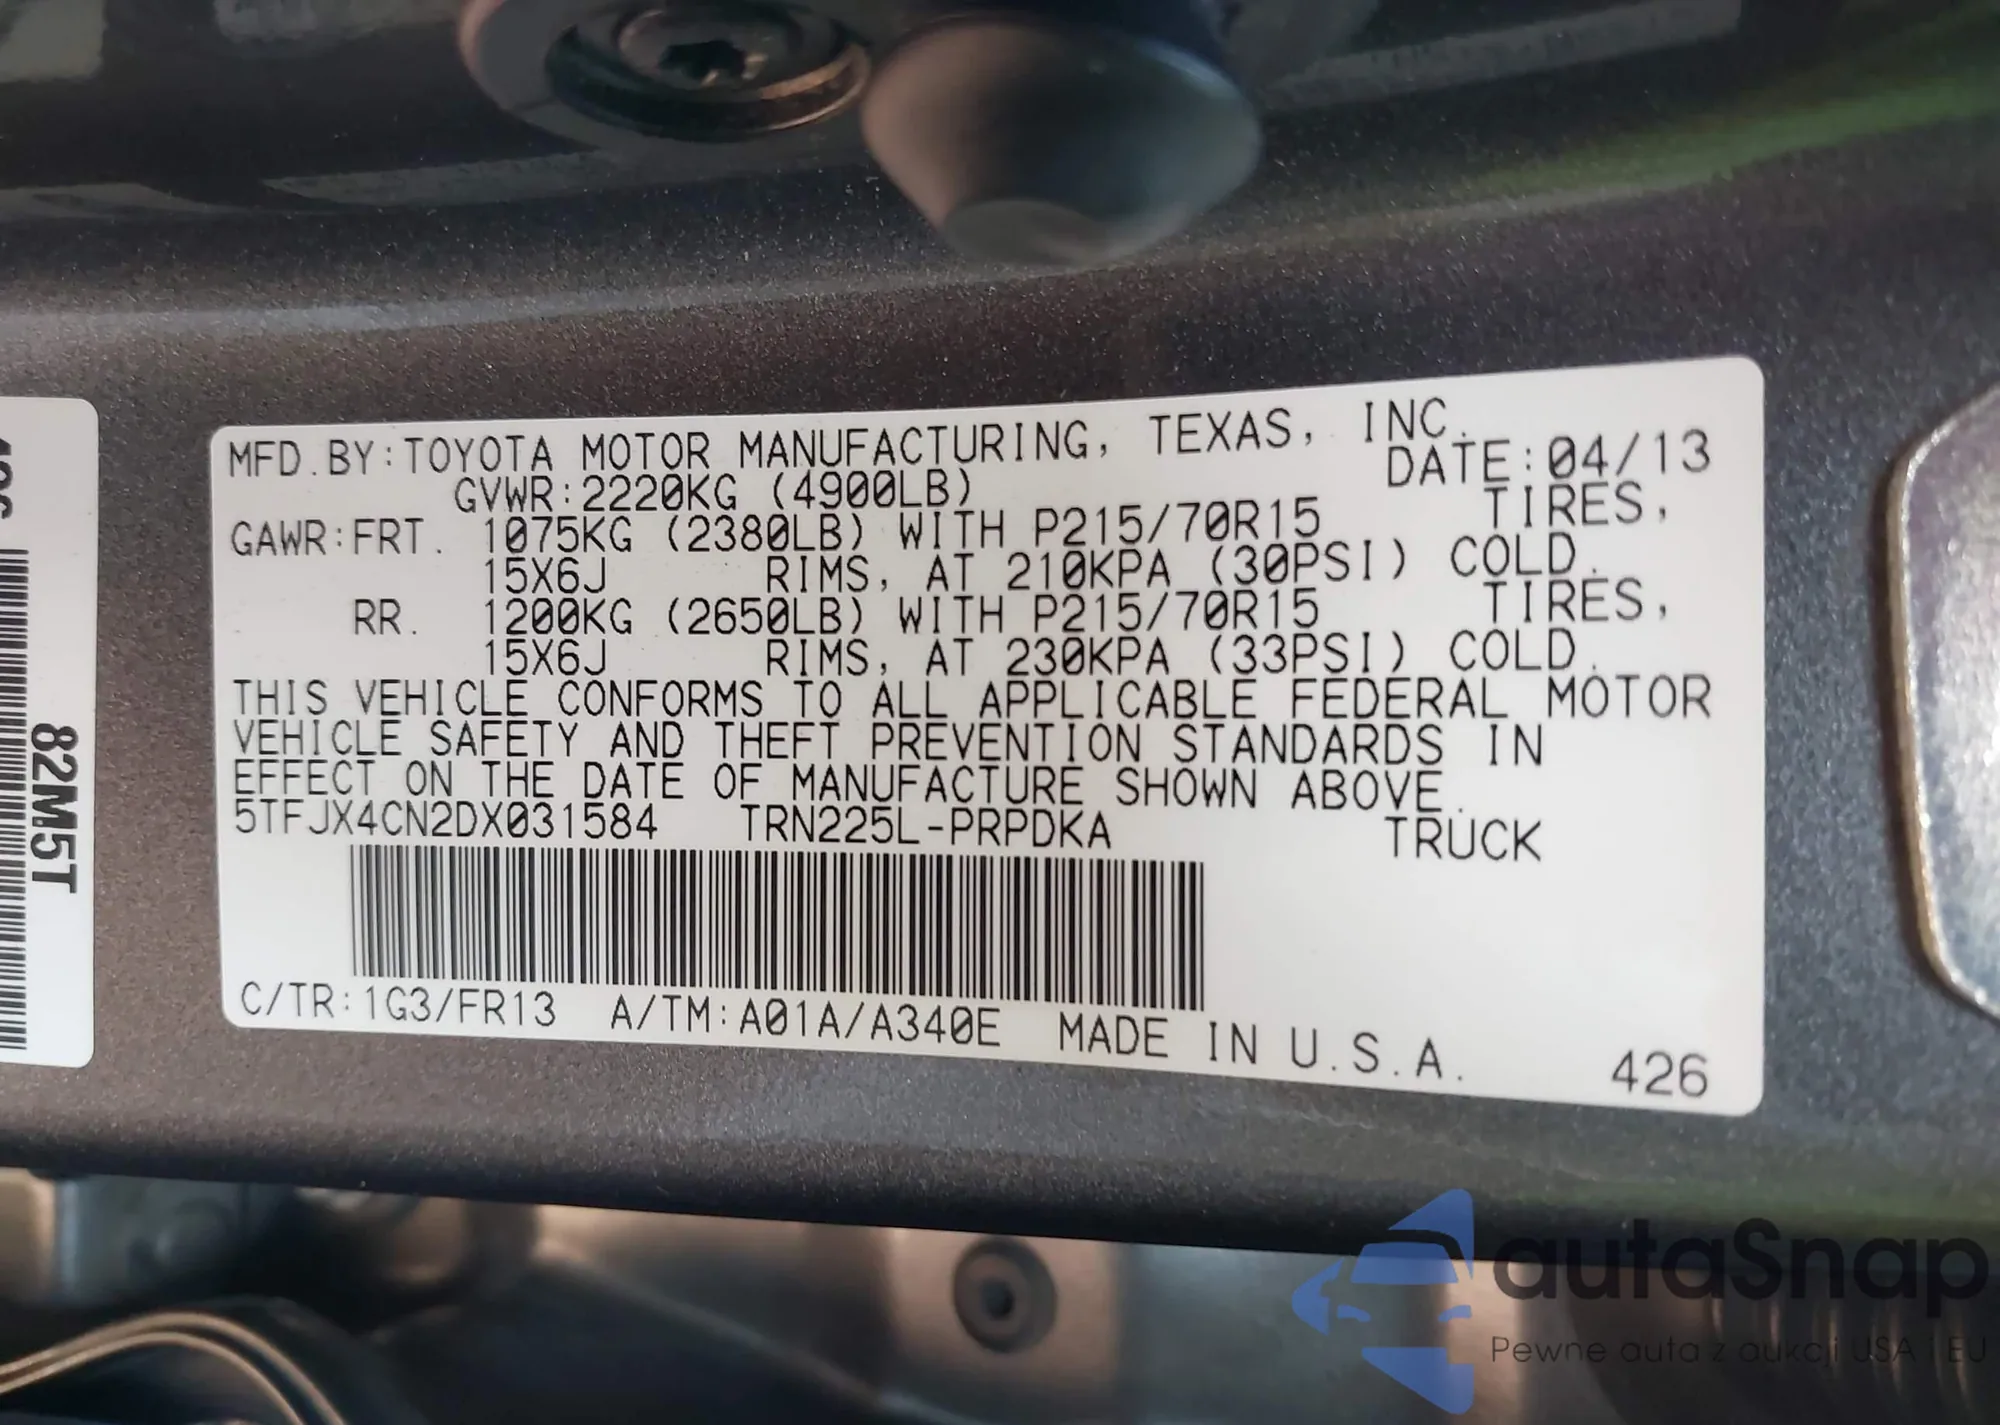 MFD.BY:TOYOTA MOTOR MANUFACTURING, TEXAS, INC.
GVWR:2220KG (4900LB) DATE:04/13
GAWR:FRT. 1075KG (2380LB) WITH P215/70R15 TIRES,
15X6J RIMS, AT 210KPA (30PSI) COLD.
RR. 1200KG (2650LB) WITH P215/70R15 TIRES,
15X6J RIMS, AT 230KPA (33PSI) COLD.
THIS VEHICLE CONFORMS TO ALL APPLICABLE FEDERAL MOTOR
VEHICLE SAFETY AND THEFT PREVENTION STANDARDS IN
EFFECT ON THE DATE OF MANUFACTURE SHOWN ABOVE.
5TFJX4CN2DX031584 TRN225L-PRPDKA TRUCK
C/TR:1G3/FR13 A/TM:A01A/A340E MADE IN U.S.A.
426
82M5T
autaSnap
Pewne auta z aukcji USA i EU